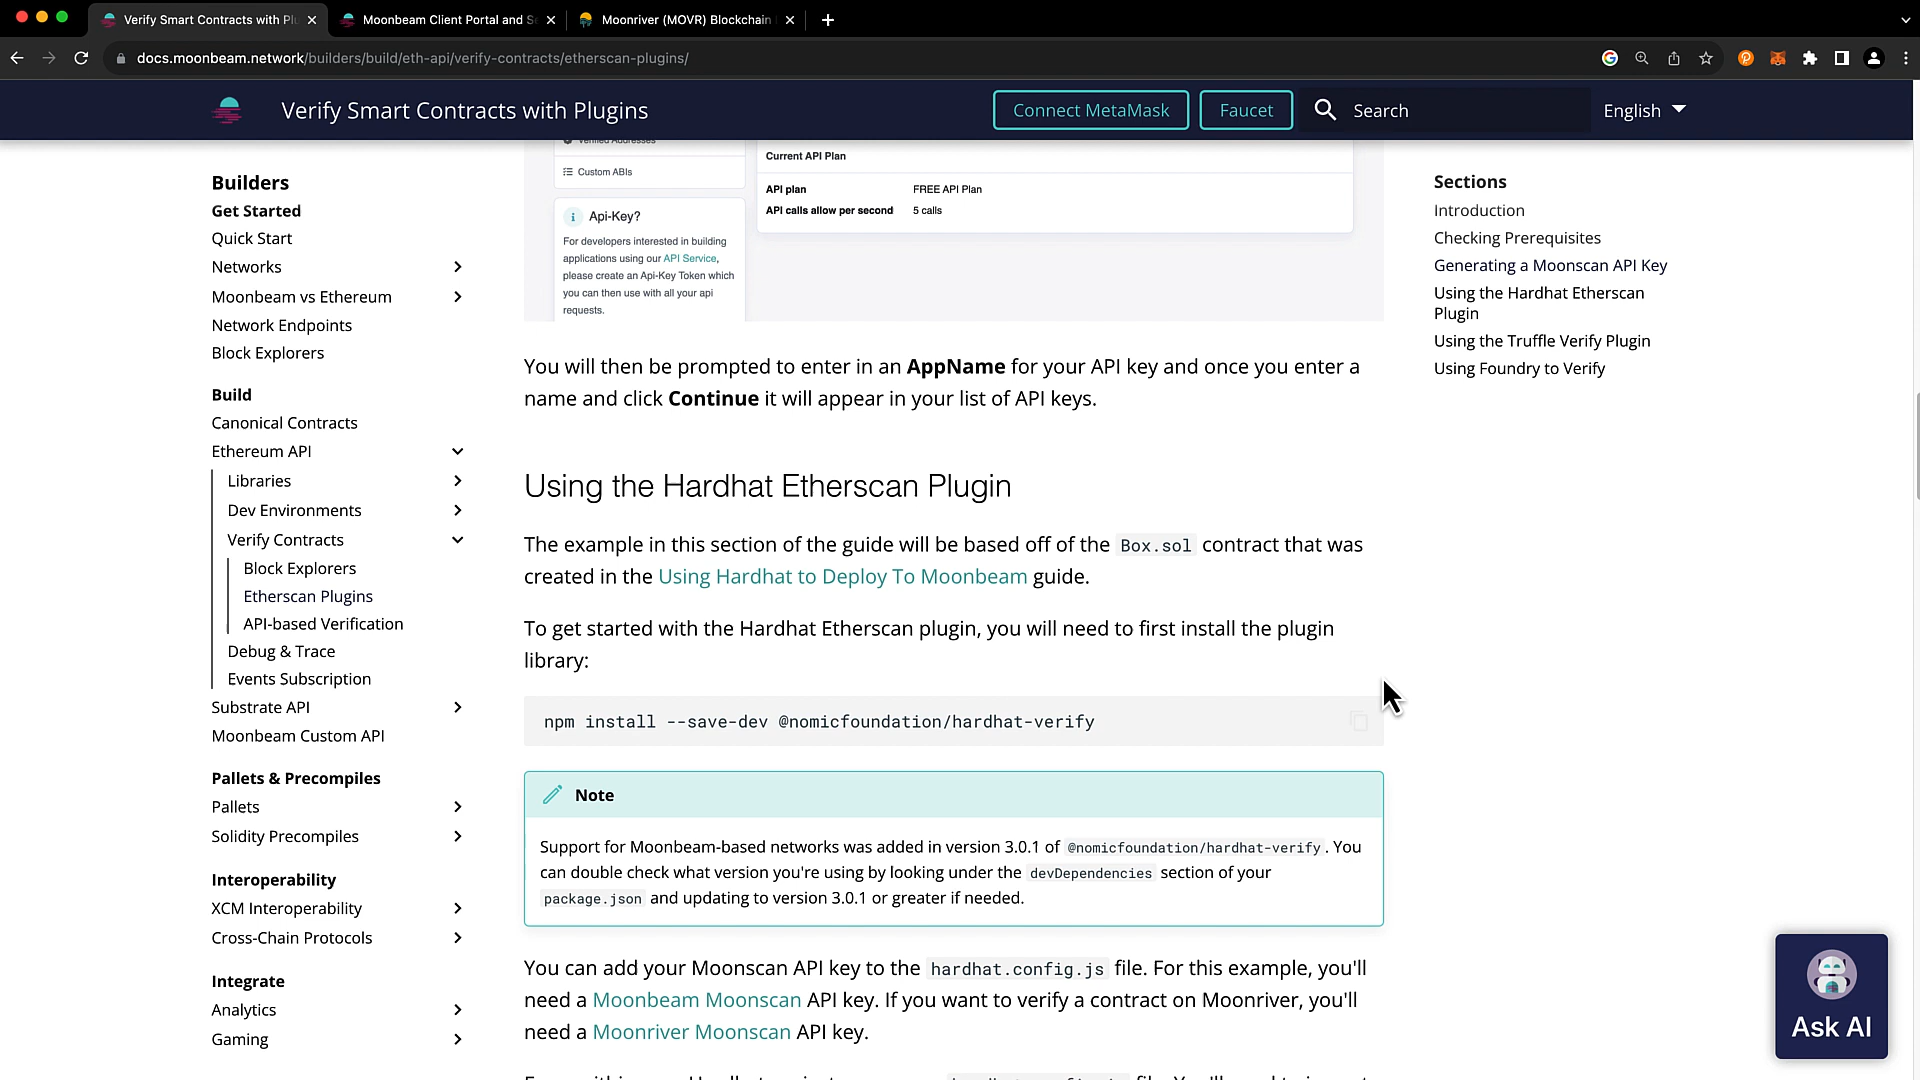 Verify Smart Contracts with Plu
Moonbeam Client Portal and Se
Moonriver (MOVR) Blockchain
docs.moonbeam.network/builders/build/eth-api/verify-contracts/etherscan-plugins/
Verify Smart Contracts with Plugins
Connect MetaMask
Faucet
Search
English
Builders
Get Started
Quick Start
Networks
Moonbeam vs Ethereum
Network Endpoints
Block Explorers
Build
Canonical Contracts
Ethereum API
Libraries
Dev Environments
Verify Contracts
Block Explorers
Etherscan Plugins
API-based Verification
Debug & Trace
Events Subscription
Substrate API
Moonbeam Custom API
Pallets & Precompiles
Pallets
Solidity Precompiles
Interoperability
XCM Interoperability
Cross-Chain Protocols
Integrate
Analytics
Gaming
Verified Addresses
Custom ABIs
Api-Key?
For developers interested in building
applications using our API Service,
please create an Api-Key Token which
you can then use with all your api
requests.
Current API Plan
API plan FREE API Plan
API calls allow per second 5 calls
You will then be prompted to enter in an AppName for your API key and once you enter a
name and click Continue it will appear in your list of API keys.
Using the Hardhat Etherscan Plugin
The example in this section of the guide will be based off of the Box.sol contract that was
created in the Using Hardhat to Deploy To Moonbeam guide.
To get started with the Hardhat Etherscan plugin, you will need to first install the plugin
library:
npm install --save-dev @nomicfoundation/hardhat-verify
Note
Support for Moonbeam-based networks was added in version 3.0.1 of @nomicfoundation/hardhat-verify. You
can double check what version you're using by looking under the devDependencies section of your
package.json and updating to version 3.0.1 or greater if needed.
You can add your Moonscan API key to the hardhat.config.js file. For this example, you'll
need a Moonbeam Moonscan API key. If you want to verify a contract on Moonriver, you'll
need a Moonriver Moonscan API key.
Sections
Introduction
Checking Prerequisites
Generating a Moonscan API Key
Using the Hardhat Etherscan
Plugin
Using the Truffle Verify Plugin
Using Foundry to Verify
Ask AI